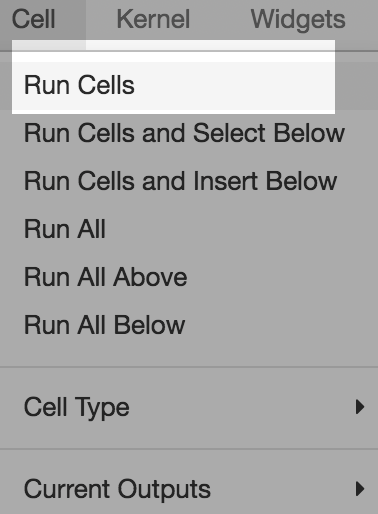 Cell Kernel Widgets
Run Cells
Run Cells and Select Below
Run Cells and Insert Below
Run All
Run All Above
Run All Below
Cell Type
Current Outputs